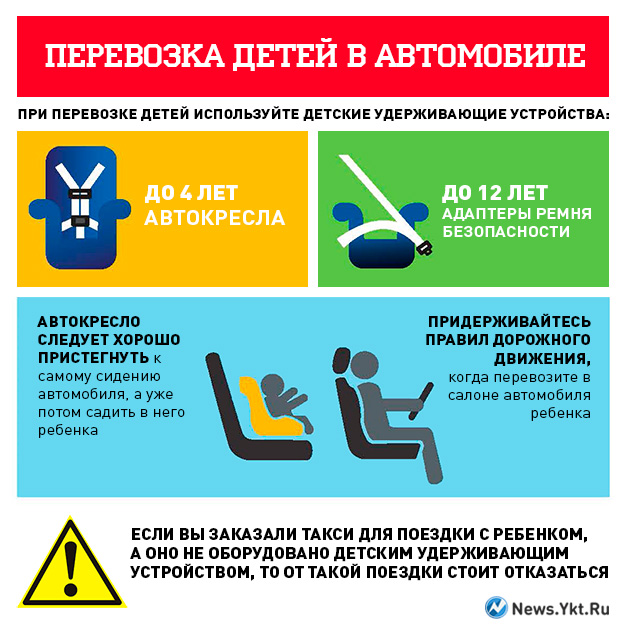 ПЕРЕВОЗКА ДЕТЕЙ В АВТОМОБИЛЕ
ПРИ ПЕРЕВОЗКЕ ДЕТЕЙ ИСПОЛЬЗУЙТЕ ДЕТСКИЕ УДЕРЖИВАЮЩИЕ УСТРОЙСТВА:
ДО 4 ЛЕТ
АВТОКРЕСЛА
ДО 12 ЛЕТ
АДАПТЕРЫ РЕМНЯ
БЕЗОПАСНОСТИ
АВТОКРЕСЛО
СЛЕДУЕТ ХОРОШО
ПРИСТЕГНУТЬ к
самому сидению
автомобиля, а уже
потом садить в него
ребенка
ПРИДЕРЖИВАЙТЕСЬ
ПРАВИЛ ДОРОЖНОГО
ДВИЖЕНИЯ,
когда перевозите в
салоне автомобиля
ребенка
ЕСЛИ ВЫ ЗАКАЗАЛИ ТАКСИ ДЛЯ ПОЕЗДКИ С РЕБЕНКОМ,
А ОНО НЕ ОБОРУДОВАНО ДЕТСКИМ УДЕРЖИВАЮЩИМ
УСТРОЙСТВОМ, ТО ОТ ТАКОЙ ПОЕЗДКИ СТОИТ ОТКАЗАТЬСЯ
News.Ykt.Ru